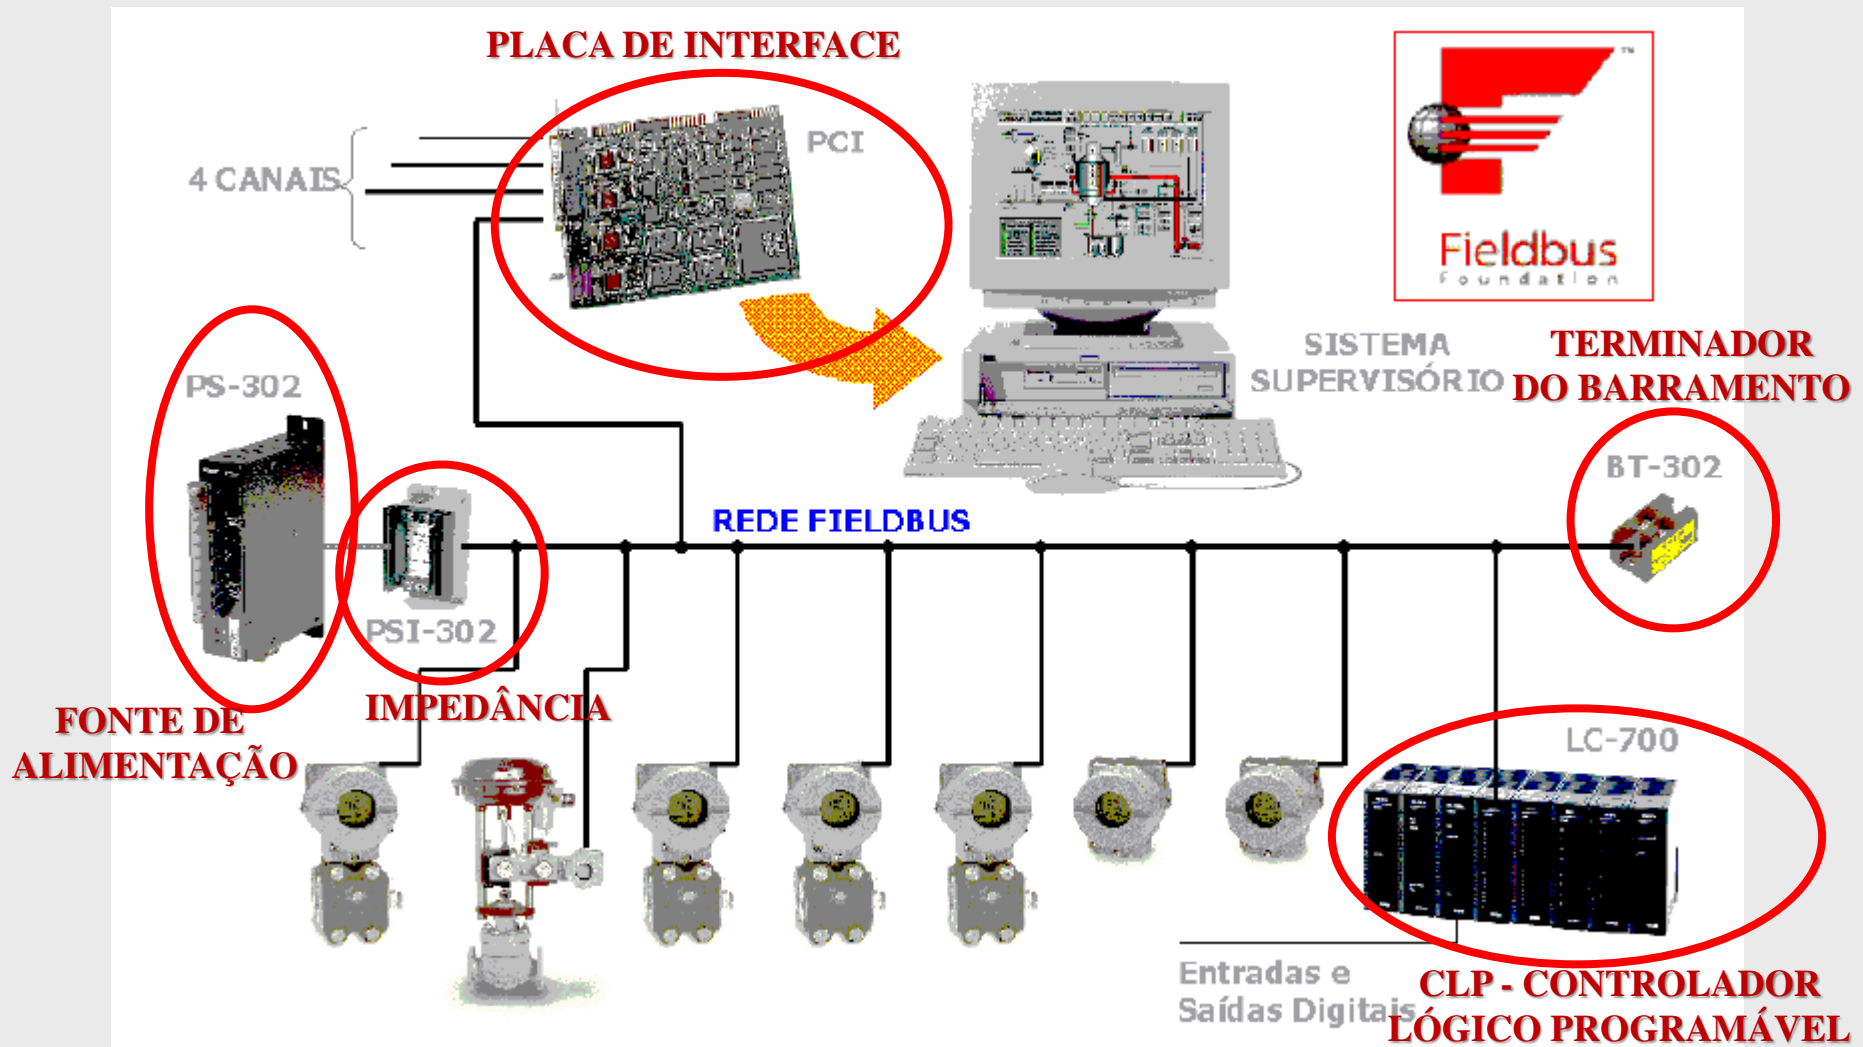 PLACA DE INTERFACE
PCI
4 CANAIS
TM
Fieldbus
Foundation
SISTEMA
SUPERVISÓRIO
TERMINADOR
DO BARRAMENTO
PS-302
BT-302
REDE FIELDBUS
PSI-302
IMPEDÂNCIA
FONTE DE
ALIMENTAÇÃO
LC-700
Entradas e
Saídas Digitais
CLP - CONTROLADOR
LÓGICO PROGRAMÁVEL